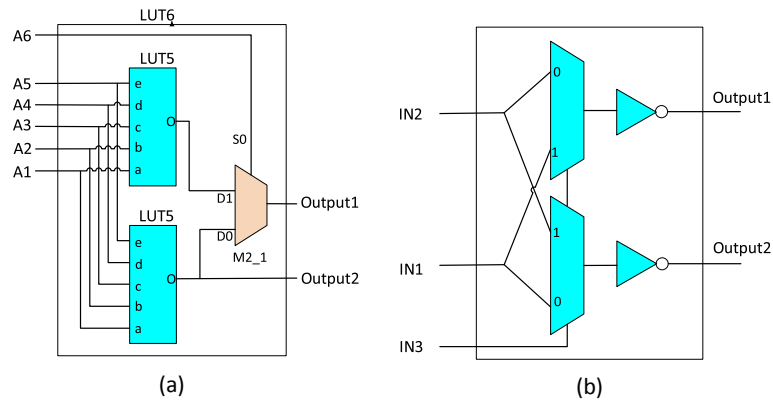 LUT6
A6
A5
A4
A3
A2
A1
LUT5
e
d
c
b
a
O
LUT5
e
d
c
b
a
O
S0
D1
D0
M2_1
Output1
Output2
(a)
IN2
IN1
IN3
0
1
1
0
Output1
Output2
(b)